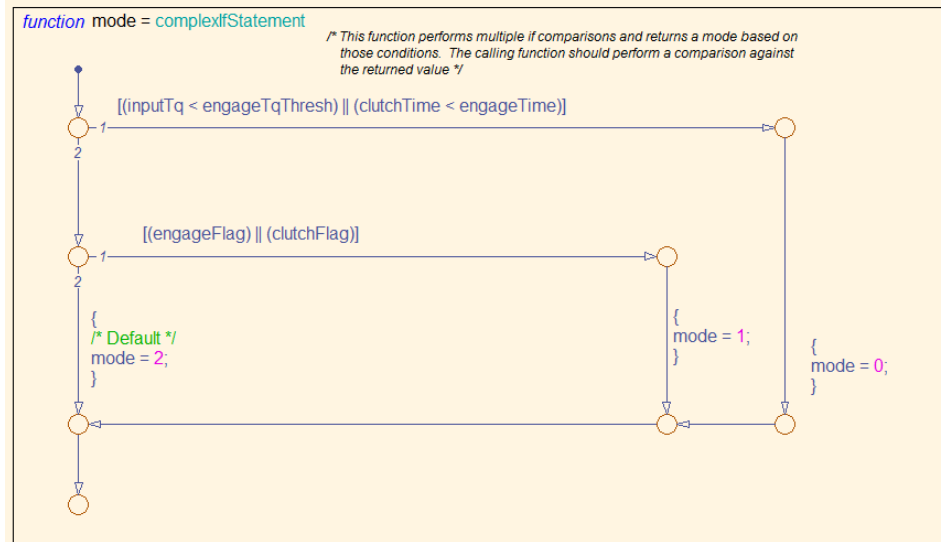 function mode = complexIfStatement
/* This function performs multiple if comparisons and returns a mode based on
those conditions. The calling function should perform a comparison against
the returned value */
[(inputTq < engageTqThresh) || (clutchTime < engageTime)]
1
2
[(engageFlag) || (clutchFlag)]
1
2
{
/* Default */
mode = 2;
}
{
mode = 1;
}
{
mode = 0;
}